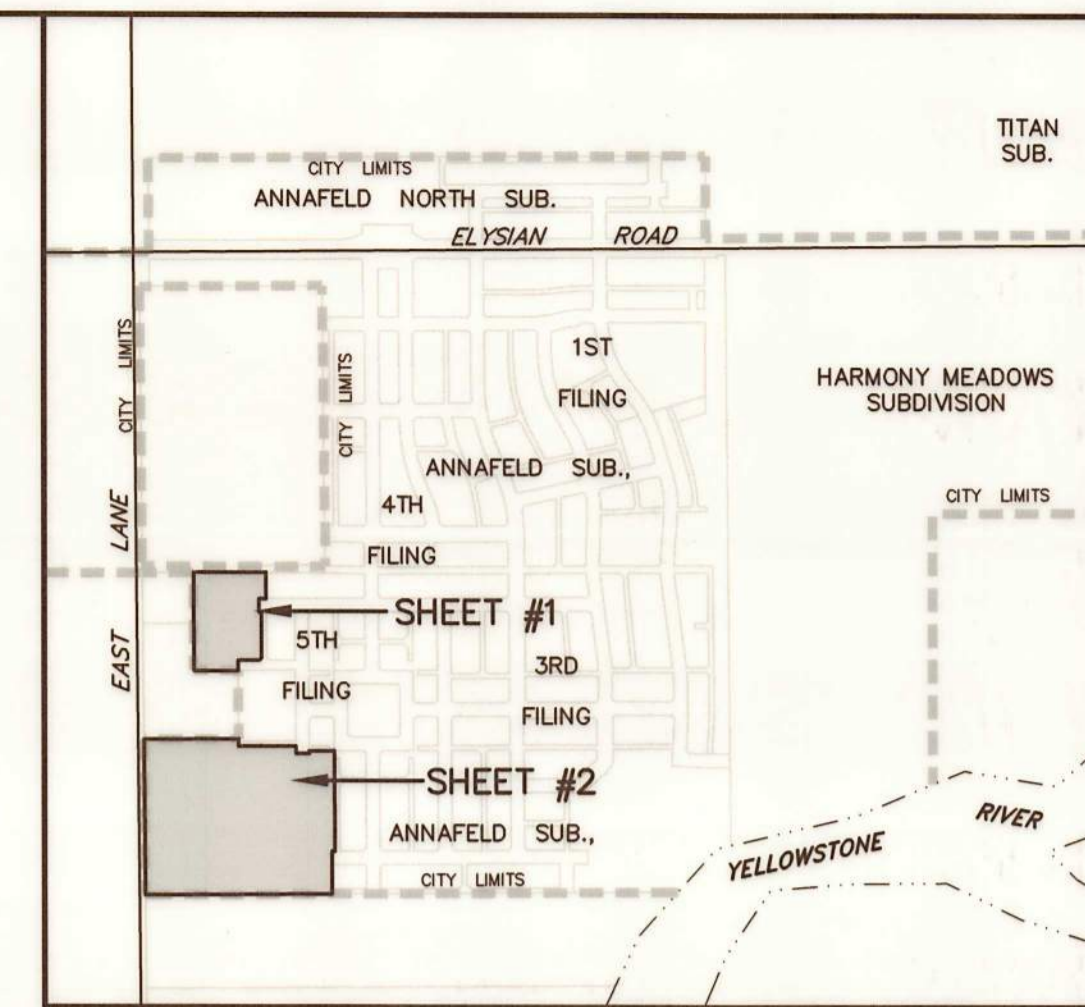 TITAN
SUB.
CITY LIMITS
ANNAFELD NORTH SUB.
ELYSIAN ROAD
CITY LIMITS
CITY LIMITS
1ST
FILING
HARMONY MEADOWS
SUBDIVISION
ANNAFELD SUB.,
4TH
FILING
CITY LIMITS
EAST LANE
SHEET #1
5TH
FILING
3RD
FILING
SHEET #2
ANNAFELD SUB.,
CITY LIMITS
YELLOWSTONE RIVER